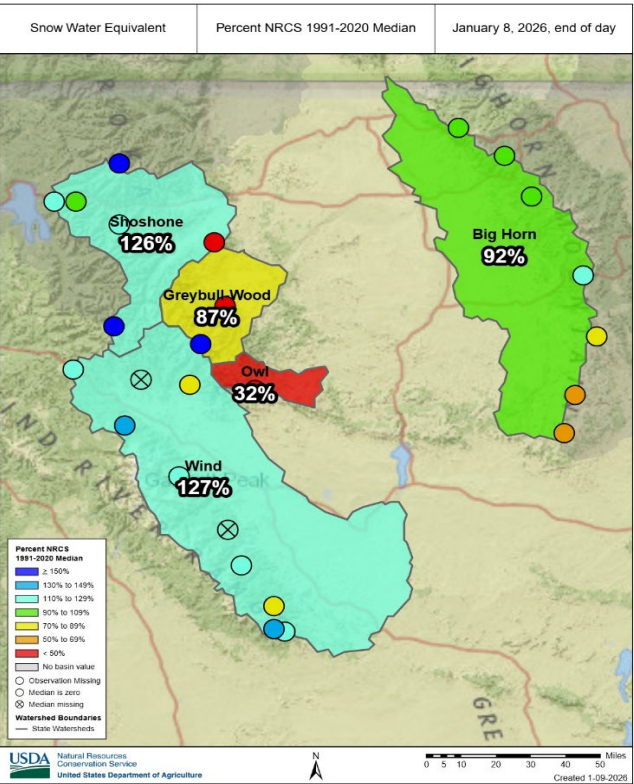 Snow Water Equivalent
Percent NRCS 1991-2020 Median
January 8, 2026, end of day
GHORN
Shoshone
126%
Big Horn
92%
Greybull-Wood
87%
Owl
32%
Wind
127%
IND RIVER
GRE
Percent NRCS
1991-2020 Median
≥ 150%
130% to 149%
110% to 129%
90% to 109%
70% to 89%
50% to 69%
< 50%
No basin value
Observation Missing
Median is zero
Median missing
Watershed Boundaries
State Watersheds
USDA
Natural Resources
Conservation Service
United States Department of Agriculture
N
Miles
0 5 10 20 30 40 50
Created 1-09-2026